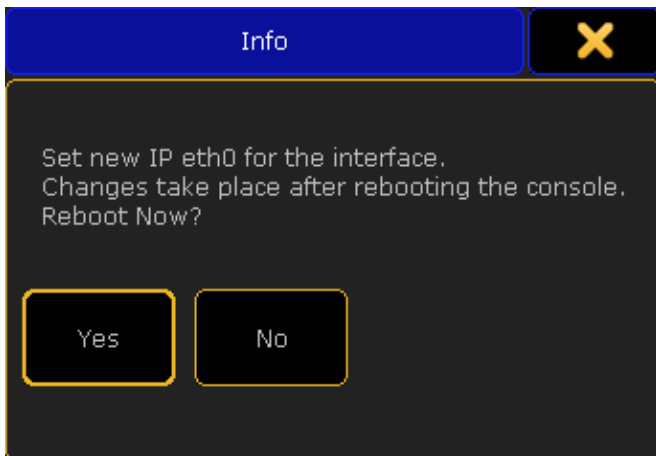 Info
Set new IP eth0 for the interface.
Changes take place after rebooting the console.
Reboot Now?
Yes
No